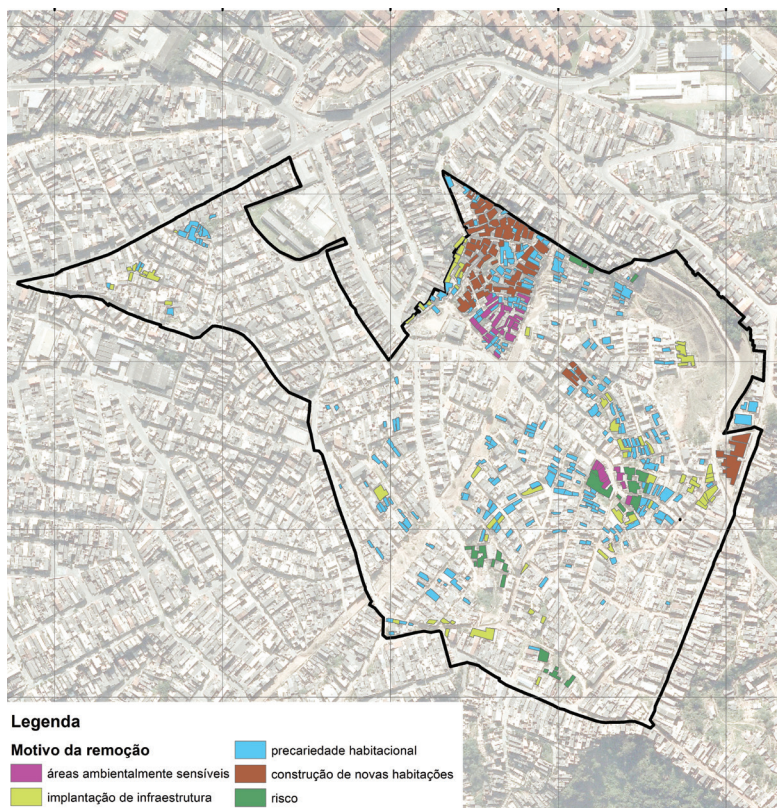 Legenda
Motivo da remoção
áreas ambientalmente sensíveis
implantação de infraestrutura
precariedade habitacional
construção de novas habitações
risco